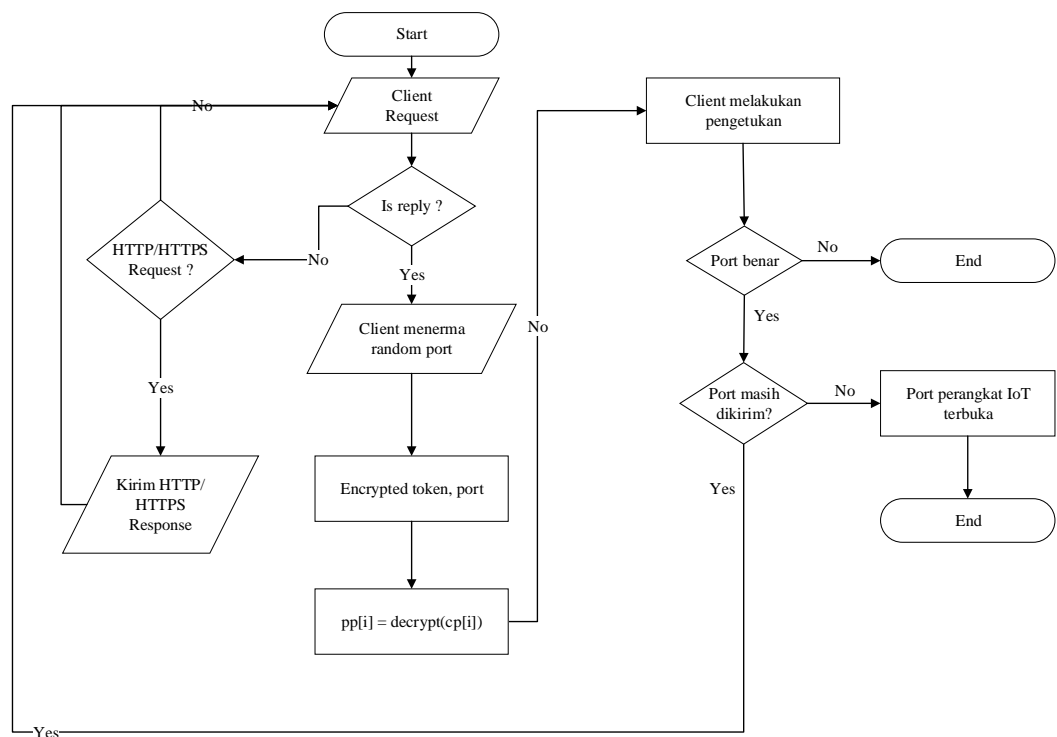 Start
Client
Request
No
Is reply ?
HTTP/HTTPS
Request ?
No
Yes
Client menerma
random port
Yes
Kirim HTTP/
HTTPS
Response
Encrypted token, port
pp[i] = decrypt(cp[i])
No
Client melakukan
pengetukan
Port benar
No
End
Yes
Port masih
dikirim?
No
Port perangkat IoT
terbuka
Yes
End
Yes